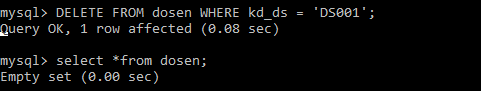 mysql> DELETE FROM dosen WHERE kd_ds = 'DS001';
Query OK, 1 row affected (0.08 sec)
mysql> select *from dosen;
Empty set (0.00 sec)